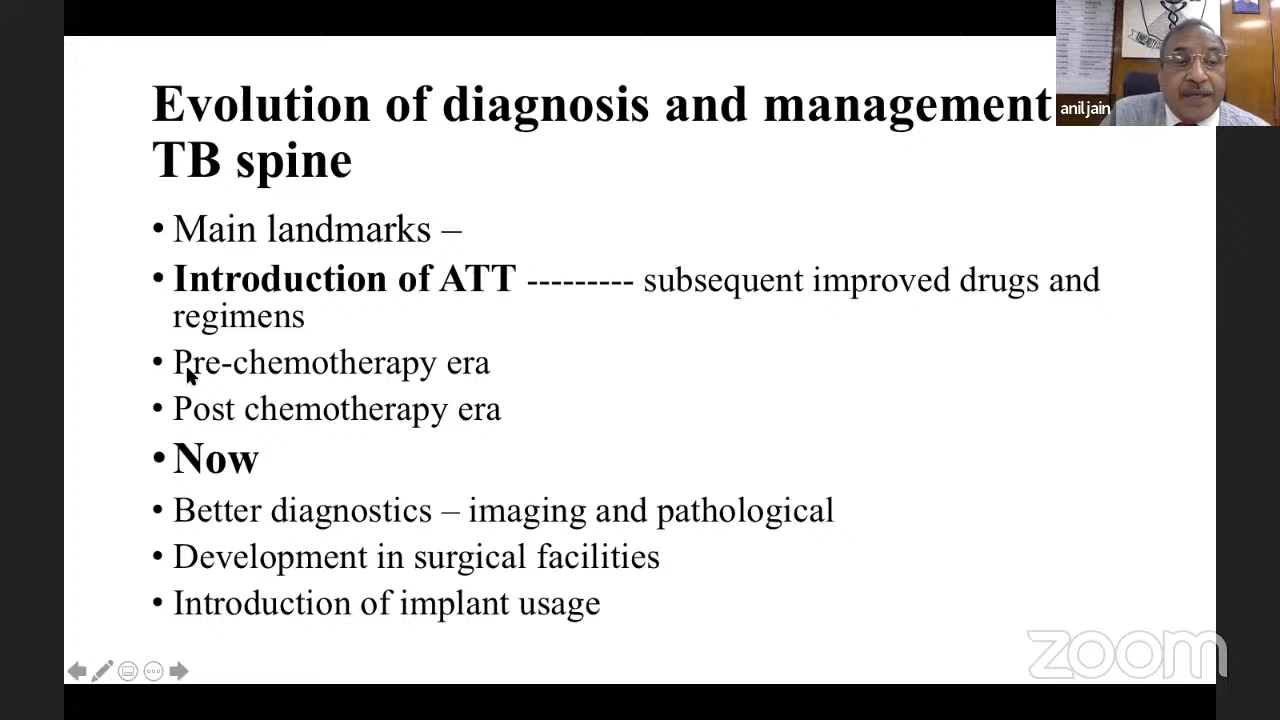 Evolution of diagnosis and management
TB spine
• Main landmarks –
• Introduction of ATT --------- subsequent improved drugs and
regimens
• Pre-chemotherapy era
• Post chemotherapy era
• Now
• Better diagnostics – imaging and pathological
• Development in surgical facilities
• Introduction of implant usage
anil jain
zoom